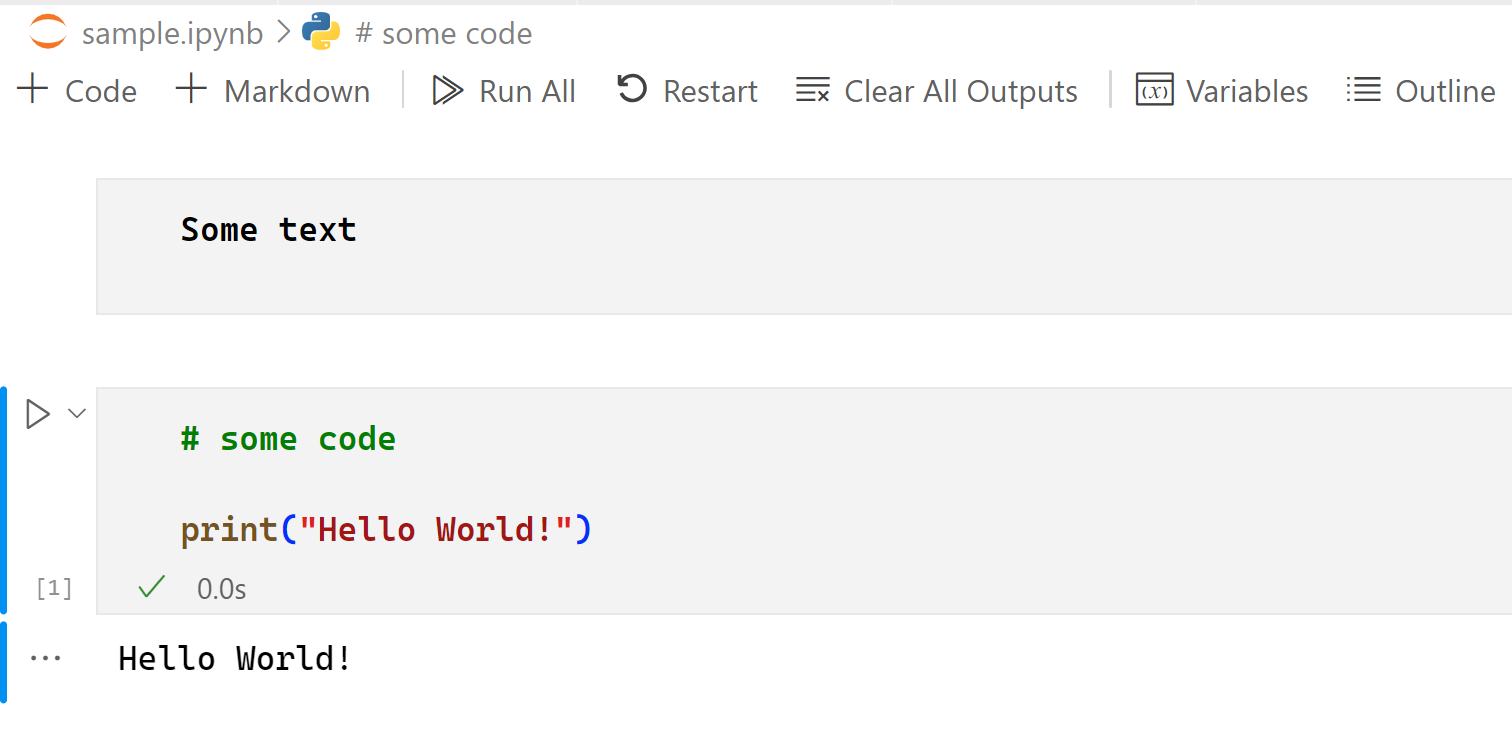 sample.ipynb > # some code
Code Markdown Run All Restart Clear All Outputs (x) Variables Outline
Some text
# some code
print("Hello World!")
[1] 0.0s
... Hello World!